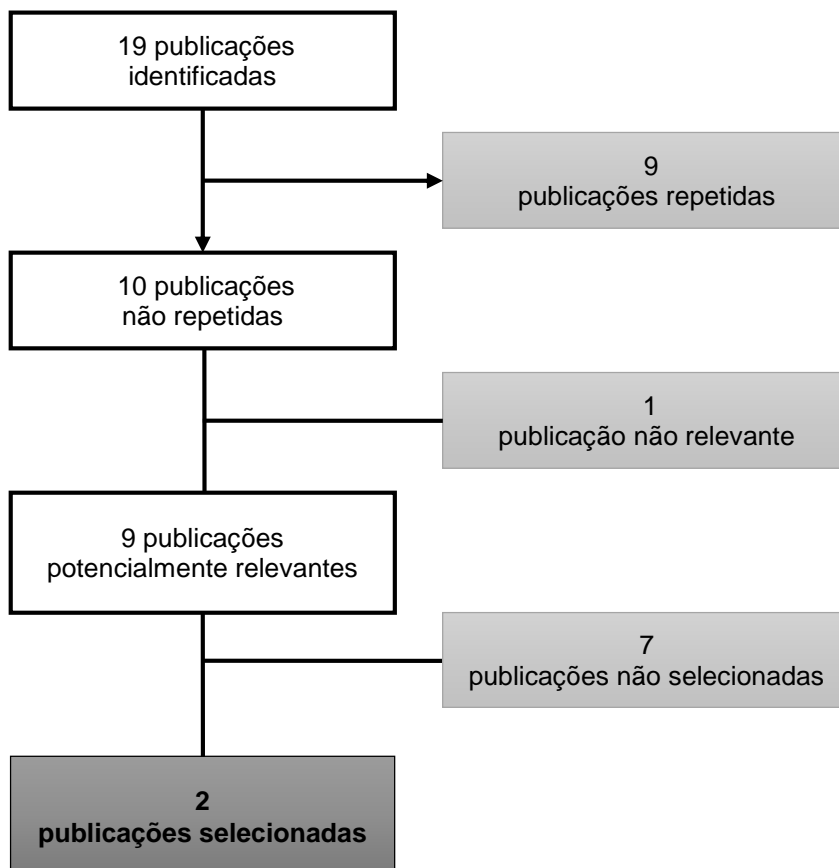 19 publicações
identificadas
9
publicações repetidas
10 publicações
não repetidas
1
publicação não relevante
9 publicações
potencialmente relevantes
7
publicações não selecionadas
2
publicações selecionadas